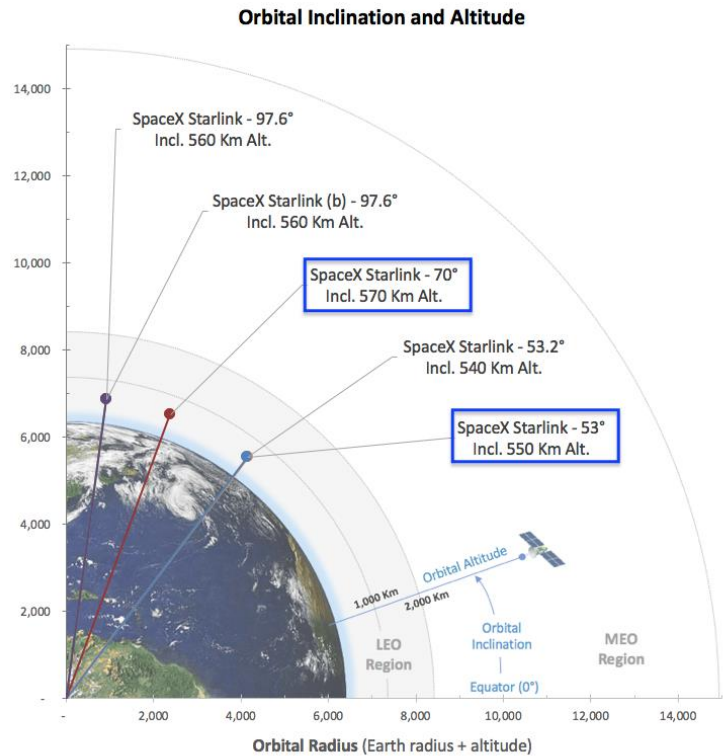 Orbital Inclination and Altitude
14,000
12,000
10,000
8,000
6,000
4,000
2,000
-
SpaceX Starlink - 97.6°
Incl. 560 Km Alt.
SpaceX Starlink (b) - 97.6°
Incl. 560 Km Alt.
SpaceX Starlink - 70°
Incl. 570 Km Alt.
SpaceX Starlink - 53.2°
Incl. 540 Km Alt.
SpaceX Starlink - 53°
Incl. 550 Km Alt.
Orbital Altitude
1,000 Km
2,000 Km
LEO
Region
Orbital
Inclination
Equator (0°)
MEO
Region
-
2,000
4,000
6,000
8,000
10,000
12,000
14,000
Orbital Radius (Earth radius + altitude)